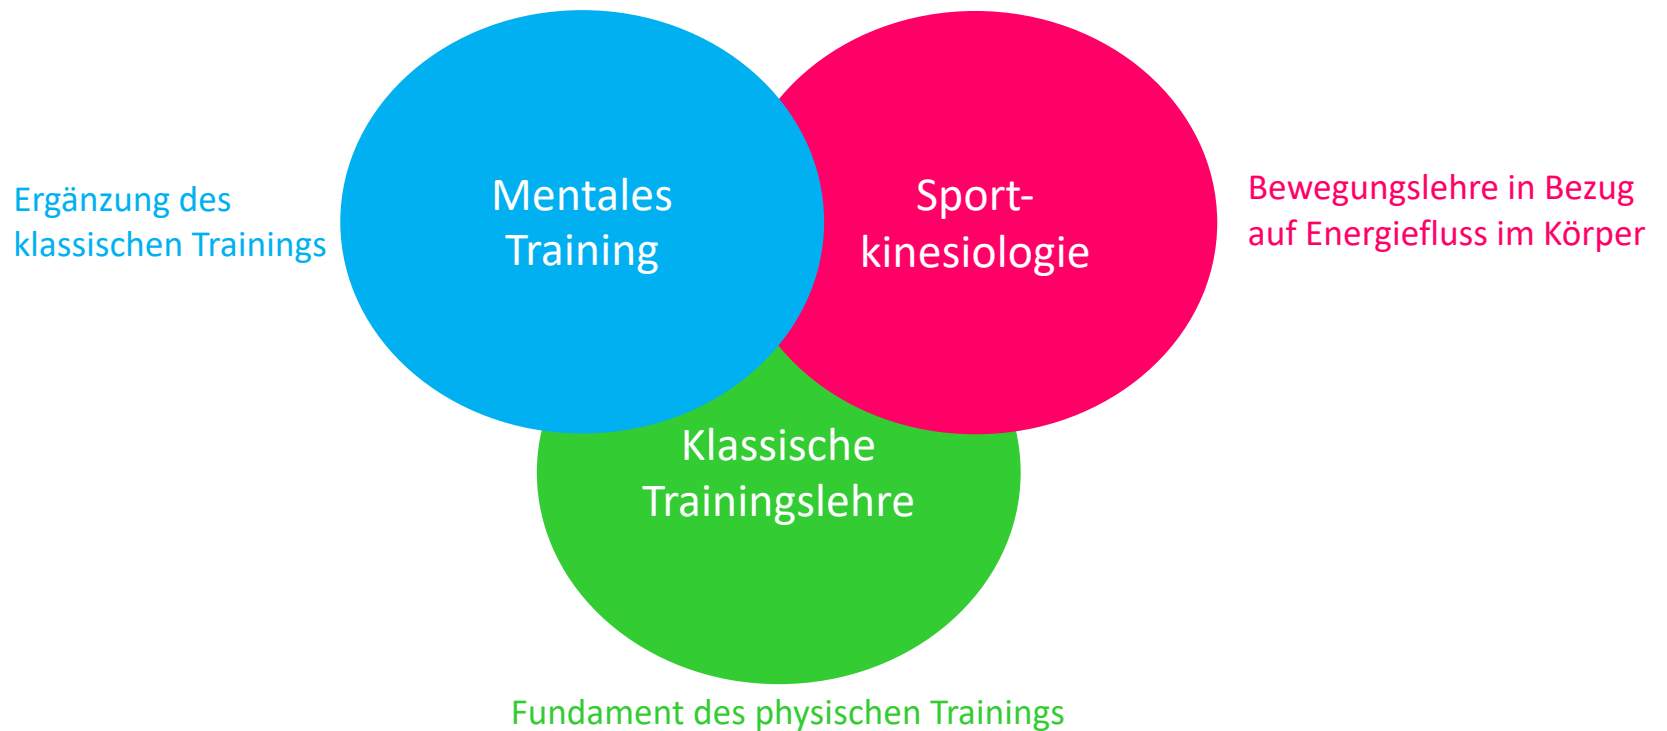 Ergänzung des
klassischen Trainings
Mentales
Training
Sport-
kinesiologie
Bewegungslehre in Bezug
auf Energiefluss im Körper
Klassische
Trainingslehre
Fundament des physischen Trainings